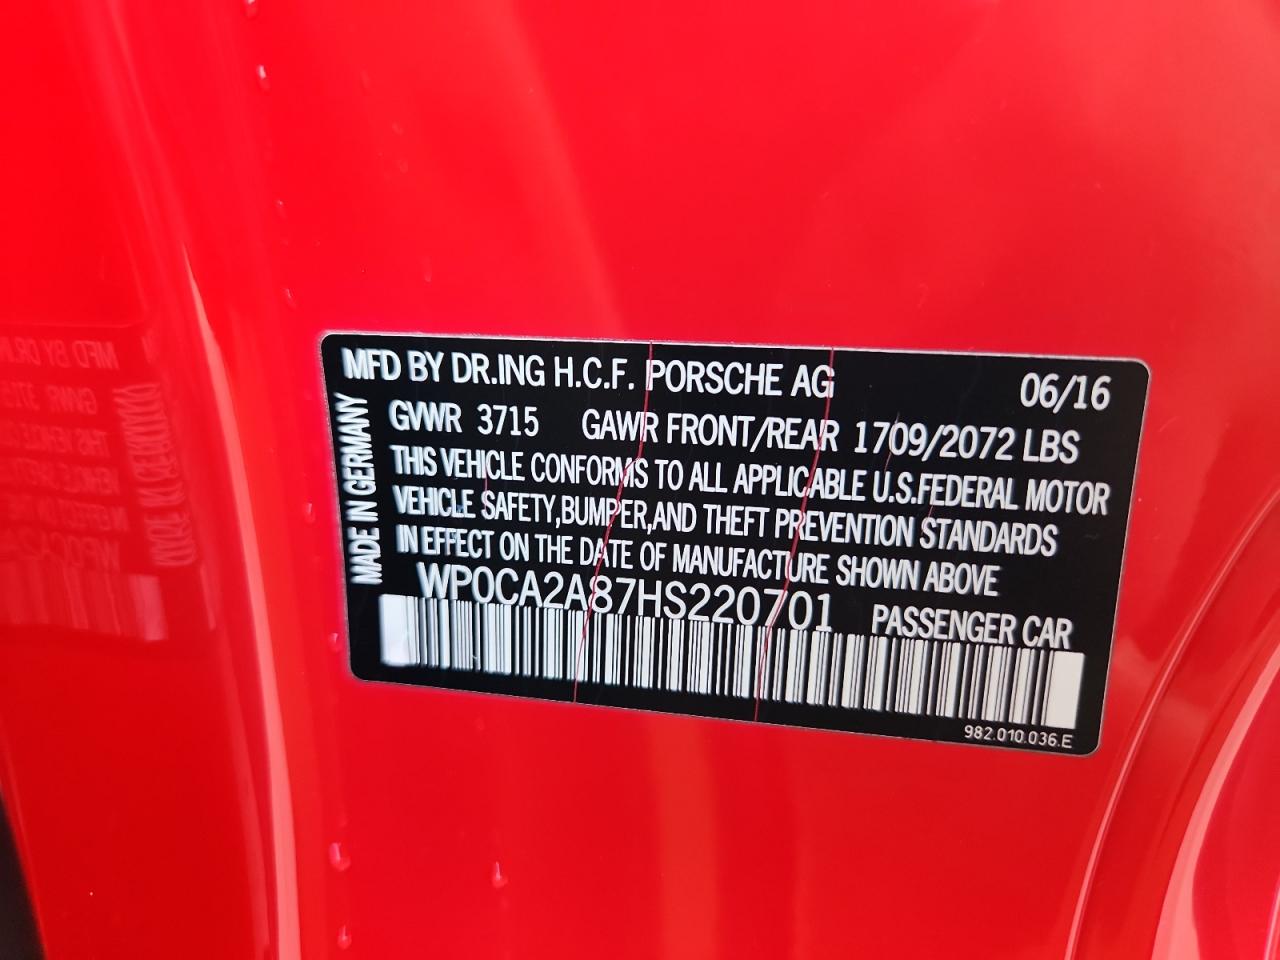 MFD BY DR.ING H.C.F. PORSCHE AG 06/16
GVWR 3715 GAWR FRONT/REAR 1709/2072 LBS
THIS VEHICLE CONFORMS TO ALL APPLICABLE U.S.FEDERAL MOTOR
VEHICLE SAFETY,BUMPER,AND THEFT PREVENTION STANDARDS
IN EFFECT ON THE DATE OF MANUFACTURE SHOWN ABOVE
WP0CA2A87HS220701 PASSENGER CAR
982.010.036.E
MADE IN GERMANY